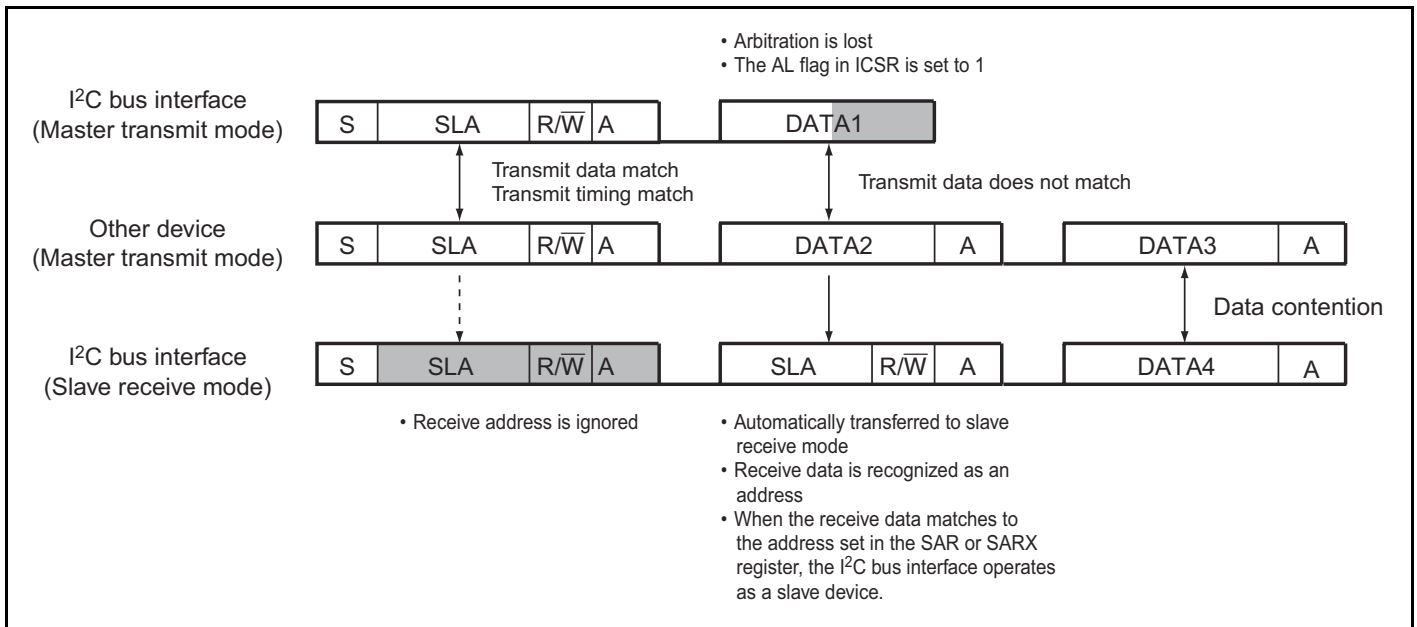 • Arbitration is lost
• The AL flag in ICSR is set to 1
I²C bus interface
(Master transmit mode)
S SLA R/W̅ A DATA1
Transmit data match
Transmit timing match
Transmit data does not match
Other device
(Master transmit mode)
S SLA R/W̅ A DATA2 A DATA3 A
Data contention
I²C bus interface
(Slave receive mode)
S SLA R/W̅ A SLA R/W̅ A DATA4 A
• Receive address is ignored
• Automatically transferred to slave
receive mode
• Receive data is recognized as an
address
• When the receive data matches to
the address set in the SAR or SARX
register, the I²C bus interface operates
as a slave device.